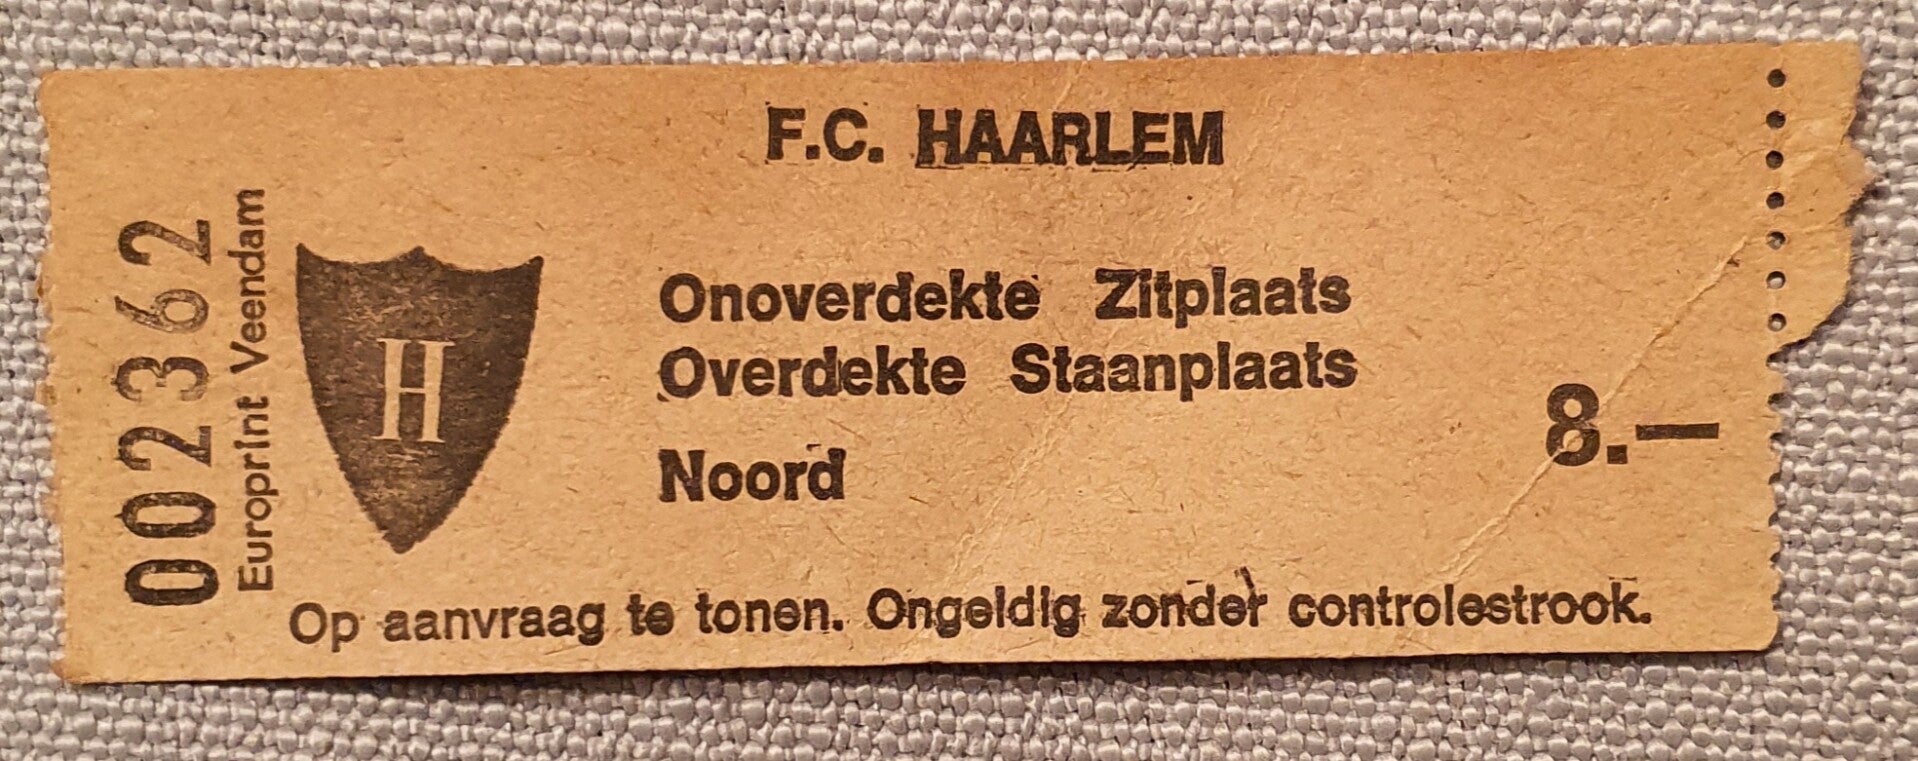 F.C. HAARLEM
002362
Europrint Veendam
H
Onoverdekte Zitplaats
Overdekte Staanplaats
Noord
8.—
Op aanvraag te tonen. Ongeldig zonder controlestrook.